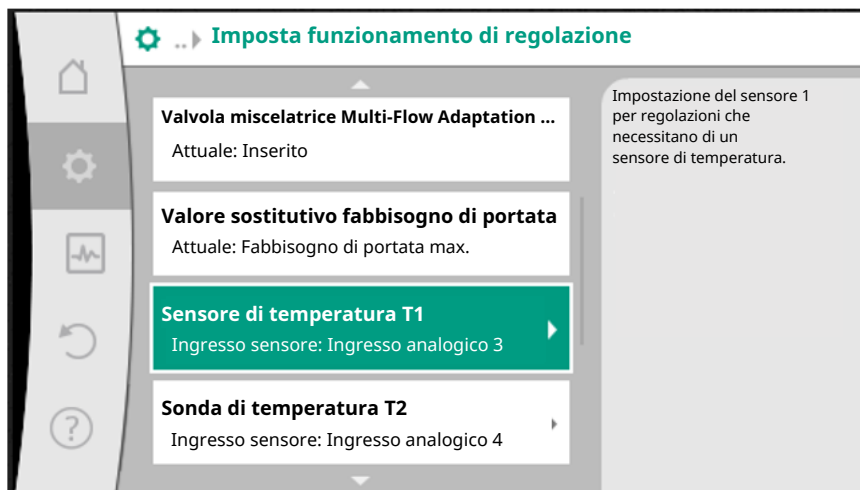 .. Imposta funzionamento di regolazione
Valvola miscelatrice Multi-Flow Adaptation ...
Attuale: Inserito
Valore sostitutivo fabbisogno di portata
Attuale: Fabbisogno di portata max.
Sensore di temperatura T1
Ingresso sensore: Ingresso analogico 3
Sonda di temperatura T2
Ingresso sensore: Ingresso analogico 4
Impostazione del sensore 1
per regolazioni che
necessitano di un
sensore di temperatura.
?